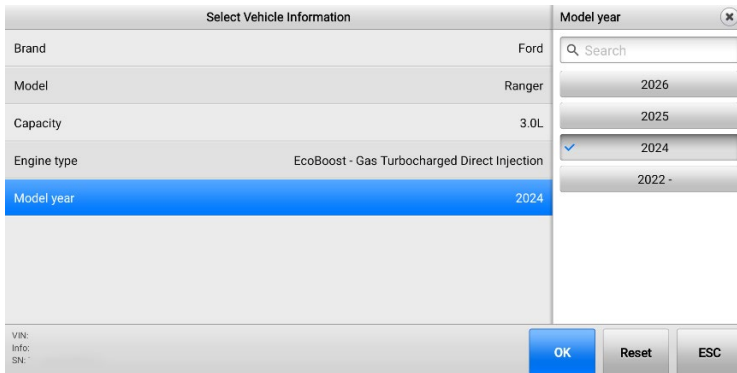 Select Vehicle Information
Model year
Brand Ford
Search
Model Ranger
2026
Capacity 3.0L
2025
Engine type EcoBoost - Gas Turbocharged Direct Injection
2024
Model year 2024
2022 -
VIN:
Info:
SN:
OK Reset ESC